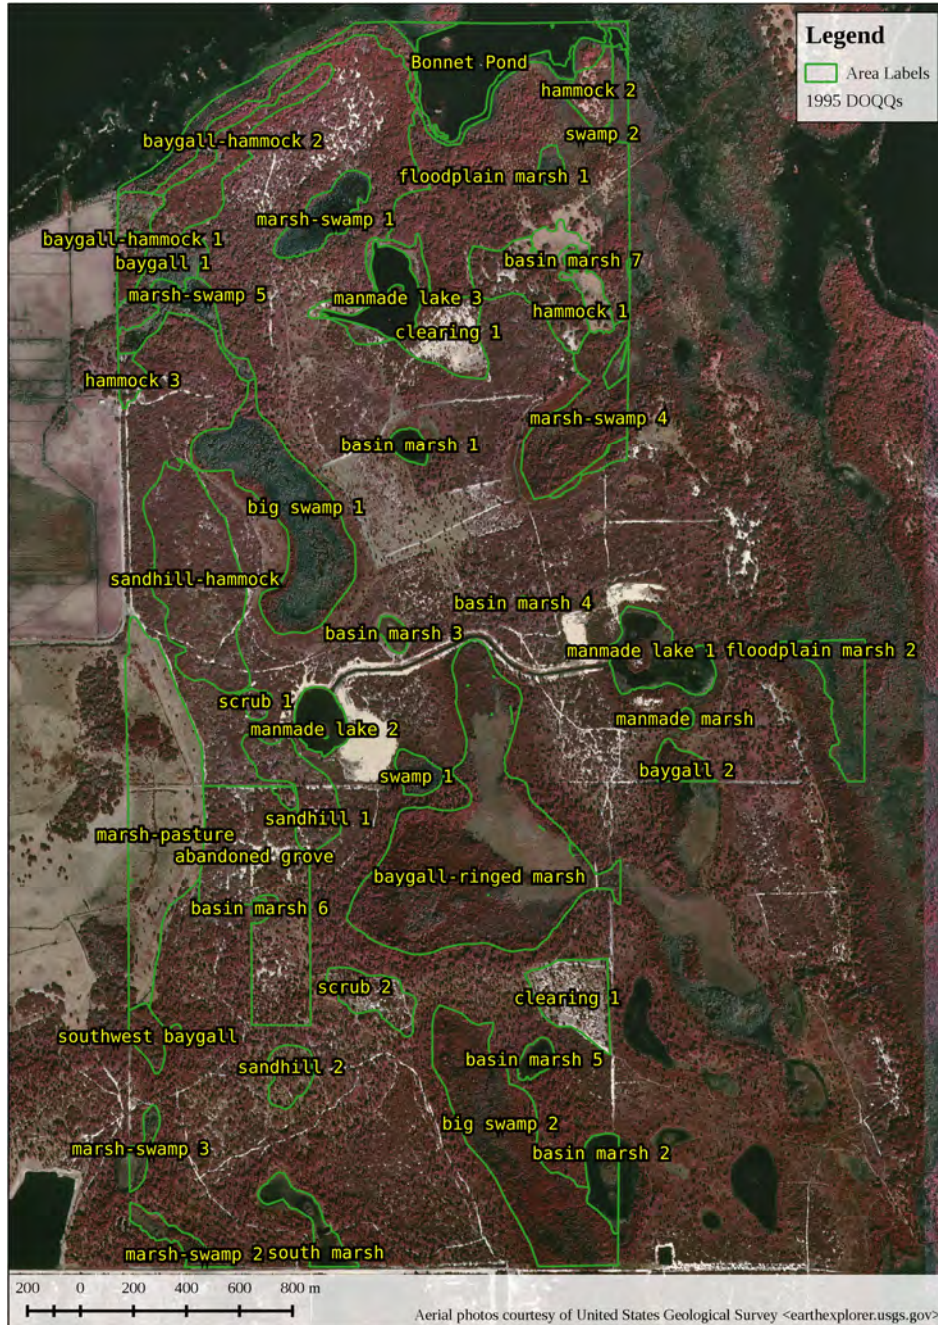 Legend
Area Labels
1995 DOQQs
Bonnet Pond
hammock 2
swamp 2
baygall-hammock 2
floodplain marsh 1
marsh-swamp 1
baygall-hammock 1
baygall 1
basin marsh 7
marsh-swamp 5
manmade lake 3
hammock 1
clearing 1
hammock 3
marsh-swamp 4
basin marsh 1
big swamp 1
sandhill-hammock
basin marsh 4
basin marsh 3
manmade lake 1
floodplain marsh 2
scrub 1
manmade lake 2
manmade marsh
swamp 1
baygall 2
sandhill 1
marsh-pasture
abandoned grove
baygall-ringed marsh
basin marsh 6
scrub 2
clearing 1
southwest baygall
sandhill 2
basin marsh 5
big swamp 2
marsh-swamp 3
basin marsh 2
marsh-swamp 2
south marsh
200 0 200 400 600 800 m
Aerial photos courtesy of United States Geological Survey <earthexplorer.usgs.gov>